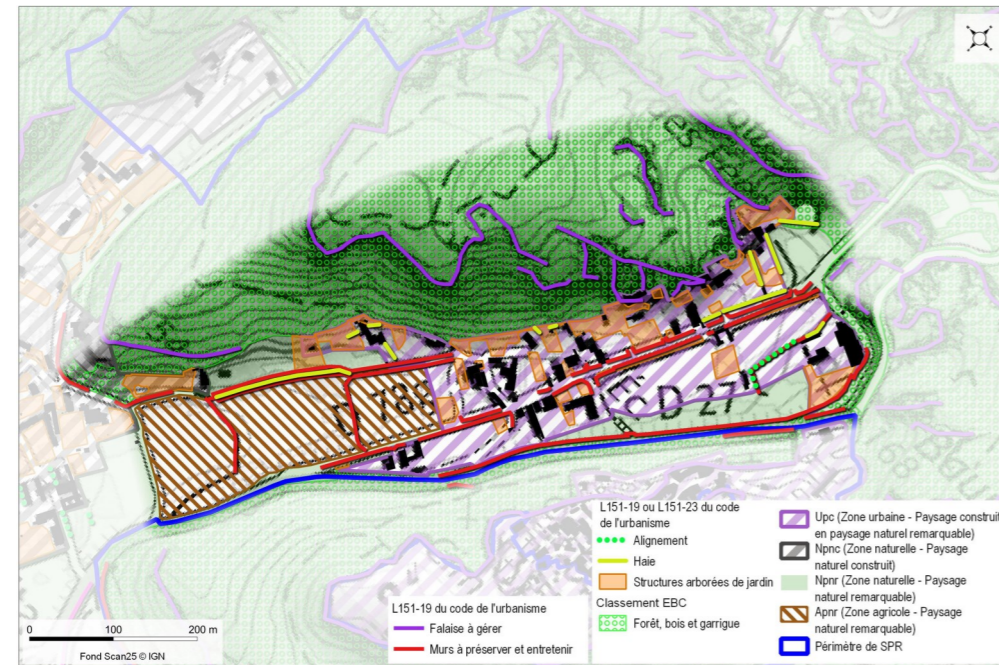 C 788
D 27
0 100 200 m
Fond Scan25 © IGN
L151-19 du code de l'urbanisme
Falaise à gérer
Murs à préserver et entretenir
L151-19 ou L151-23 du code
de l'urbanisme
Alignement
Haie
Structures arborées de jardin
Classement EBC
Forêt, bois et garrigue
Upc (Zone urbaine - Paysage construit
en paysage naturel remarquable)
Npnc (Zone naturelle - Paysage
naturel construit)
Npnr (Zone naturelle - Paysage
naturel remarquable)
Apnr (Zone agricole - Paysage
naturel remarquable)
Périmètre de SPR